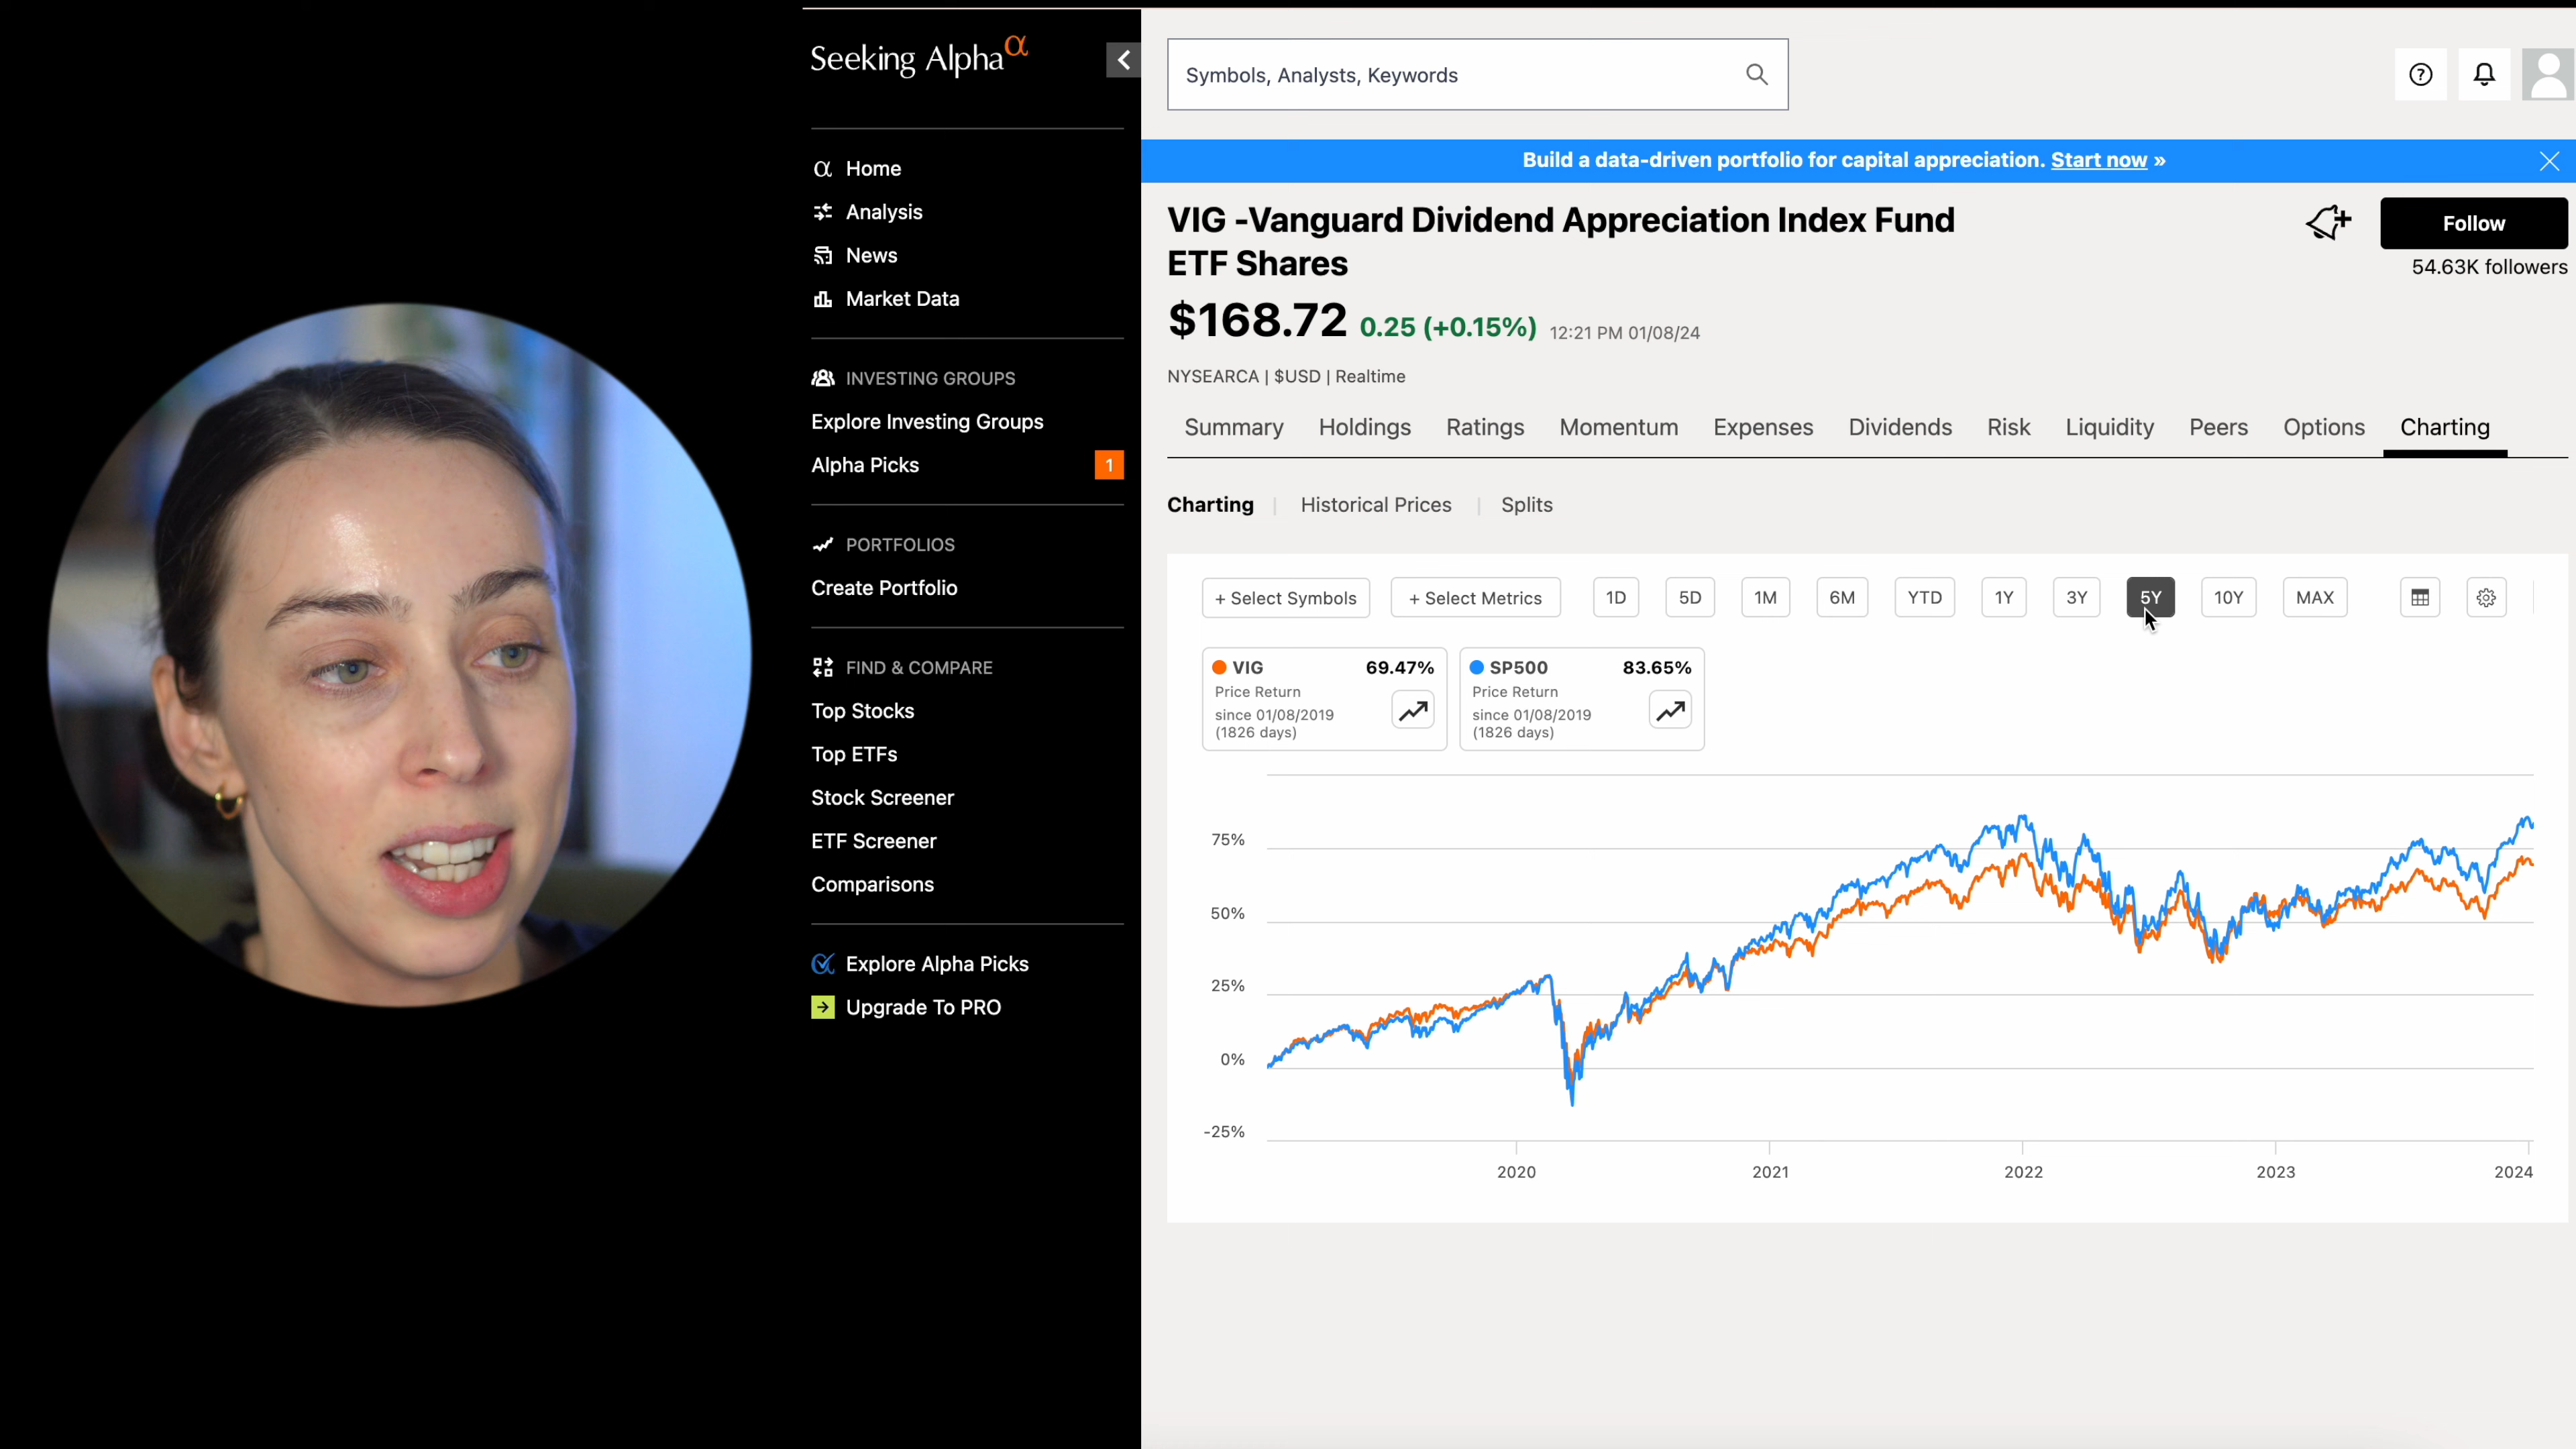 Seeking Alpha α
Home
Analysis
News
Market Data
INVESTING GROUPS
Explore Investing Groups
Alpha Picks 1
PORTFOLIOS
Create Portfolio
FIND & COMPARE
Top Stocks
Top ETFs
Stock Screener
ETF Screener
Comparisons
Explore Alpha Picks
Upgrade To PRO
Symbols, Analysts, Keywords
Build a data-driven portfolio for capital appreciation. Start now »
VIG -Vanguard Dividend Appreciation Index Fund
ETF Shares
Follow
54.63K followers
$168.72 0.25 (+0.15%) 12:21 PM 01/08/24
NYSEARCA | $USD | Realtime
Summary Holdings Ratings Momentum Expenses Dividends Risk Liquidity Peers Options Charting
Charting | Historical Prices | Splits
+ Select Symbols + Select Metrics 1D 5D 1M 6M YTD 1Y 3Y 5Y 10Y MAX
VIG 69.47%
Price Return
since 01/08/2019
(1826 days)
SP500 83.65%
Price Return
since 01/08/2019
(1826 days)
75%
50%
25%
0%
-25%
2020 2021 2022 2023 2024